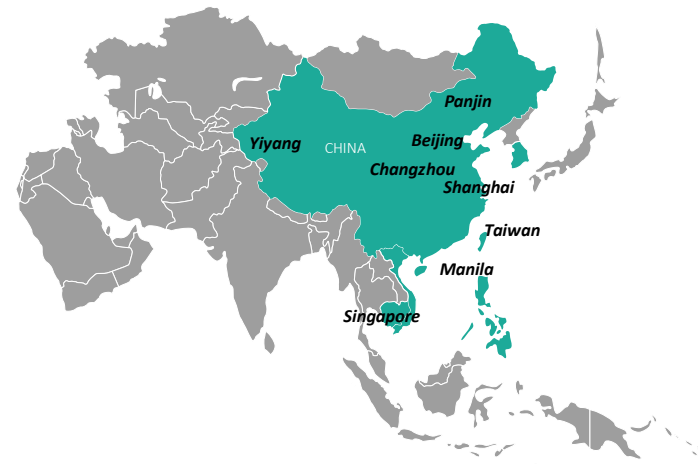 Panjin
Beijing
Yiyang
CHINA
Changzhou
Shanghai
Taiwan
Manila
Singapore